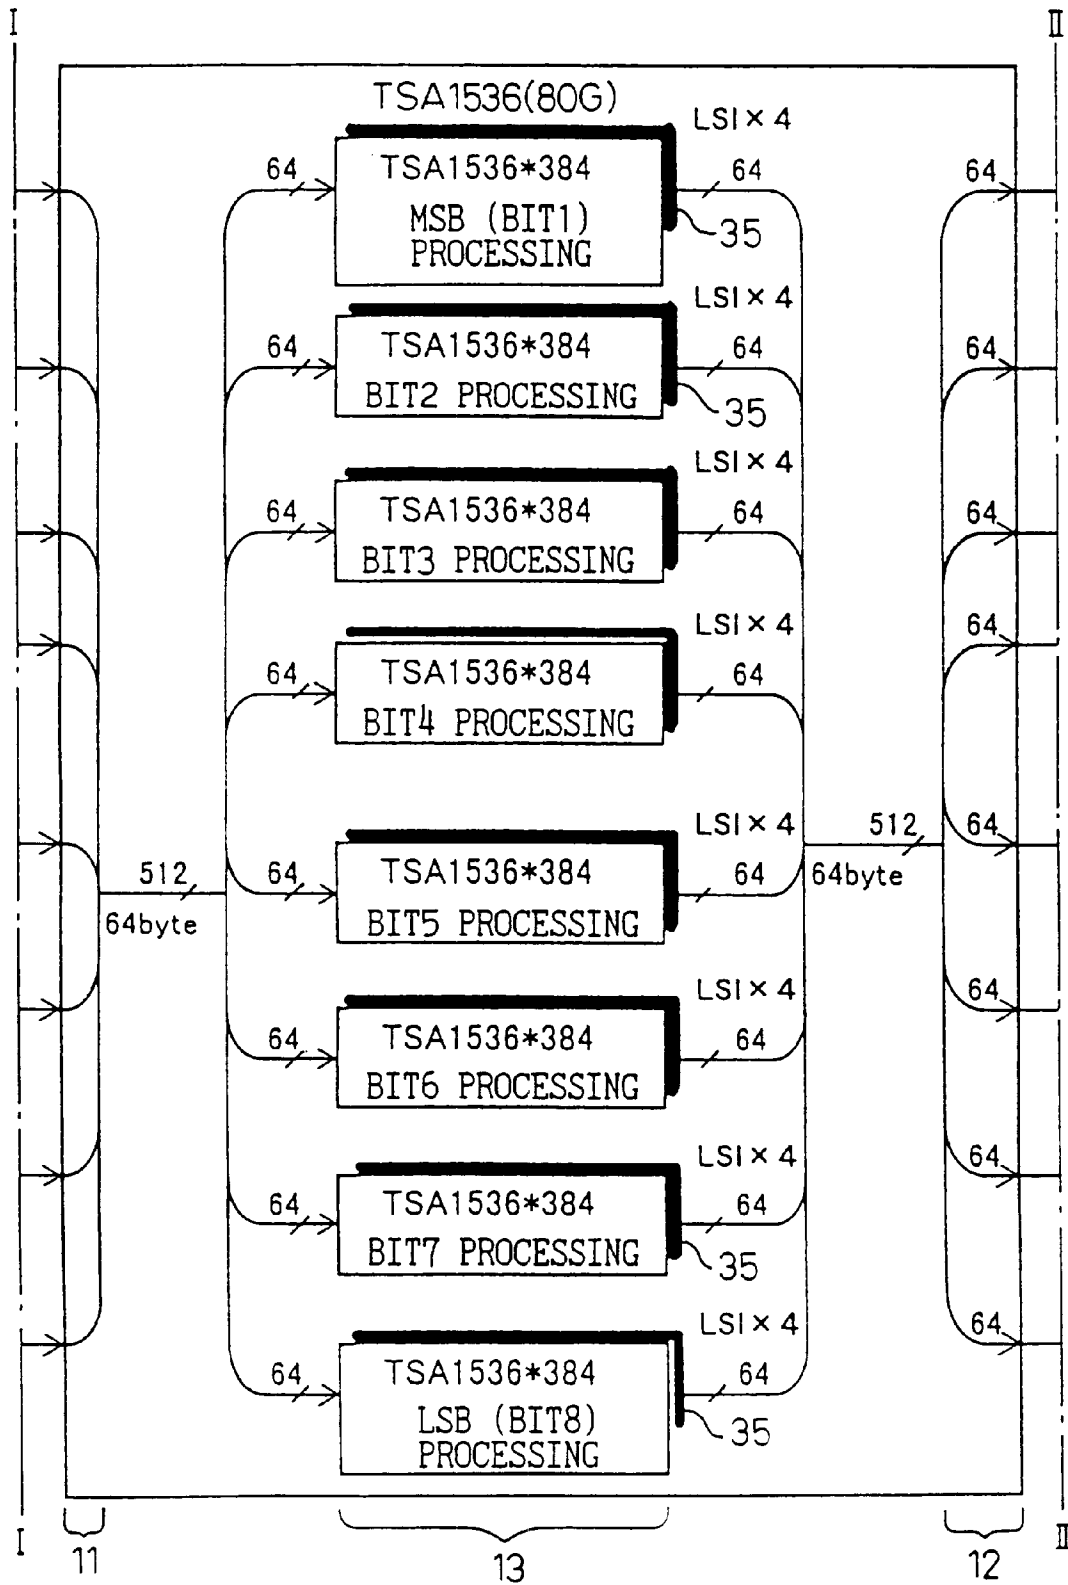 I
II
TSA1536(80G)
LSI×4
64
TSA1536*384
64
64
MSB (BIT1)
PROCESSING
35
LSI×4
64
TSA1536*384
64
64
BIT2 PROCESSING
35
LSI×4
64
TSA1536*384
64
64
BIT3 PROCESSING
LSI×4
64
64
TSA1536*384
64
BIT4 PROCESSING
LSI×4
512
64
512
64
TSA1536*384
64
64byte
64byte
BIT5 PROCESSING
LSI×4
64
64
TSA1536*384
64
BIT6 PROCESSING
LSI×4
64
64
TSA1536*384
64
BIT7 PROCESSING
35
LSI×4
64
64
TSA1536*384
64
LSB (BIT8)
PROCESSING
35
I
II
11
13
12